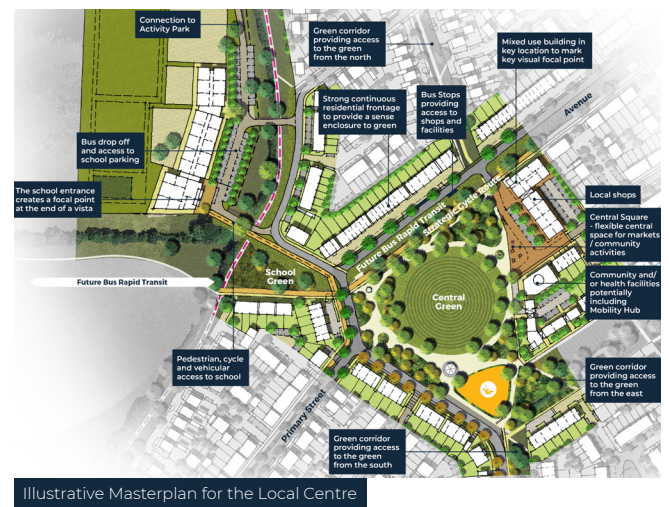 Connection to
Activity Park
Green corridor
providing access
to the green
from the north
Mixed use building in
key location to mark
key visual focal point
Strong continuous
residential frontage
to provide a sense
enclosure to green
Bus Stops
providing
access to
shops and
facilities
Avenue
Bus drop off
and access to
school parking
The school entrance
creates a focal point
at the end of a vista
Local shops
Central Square
- flexible central
space for markets
/ community
activities
Future Bus Rapid Transit
Strategic Cycle Route
School
Green
Future Bus Rapid Transit
Central
Green
Community and/
or health facilities
potentially
including
Mobility Hub
Pedestrian, cycle
and vehicular
access to school
Green corridor
providing access
to the green
from the east
Primary Street
Green corridor
providing access
to the green
from the south
Illustrative Masterplan for the Local Centre